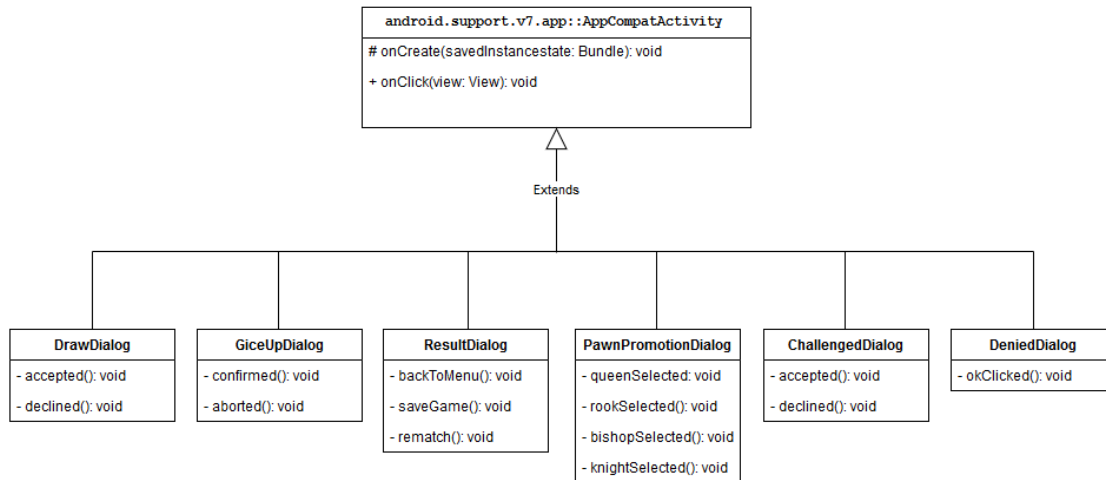 android.support.v7.app::AppCompatActivity
# onCreate(savedInstancestate: Bundle): void
+ onClick(view: View): void
Extends
DrawDialog
- accepted(): void
- declined(): void
GiceUpDialog
- confirmed(): void
- aborted(): void
ResultDialog
- backToMenu(): void
- saveGame(): void
- rematch(): void
PawnPromotionDialog
- queenSelected: void
- rookSelected(): void
- bishopSelected(): void
- knightSelected(): void
ChallengedDialog
- accepted(): void
- declined(): void
DeniedDialog
- okClicked(): void